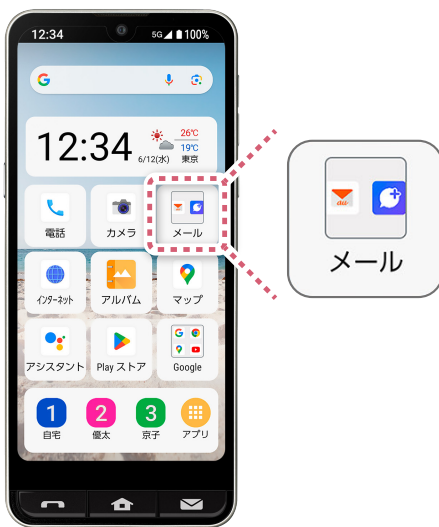 12:34 5G 100%
G
12:34 26℃
19℃
6/12(水) 東京
電話 カメラ au メール
インターネット アルバム マップ
アシスタント Play ストア G Google
1 2 3
自宅 優太 京子 アプリ
au
メール